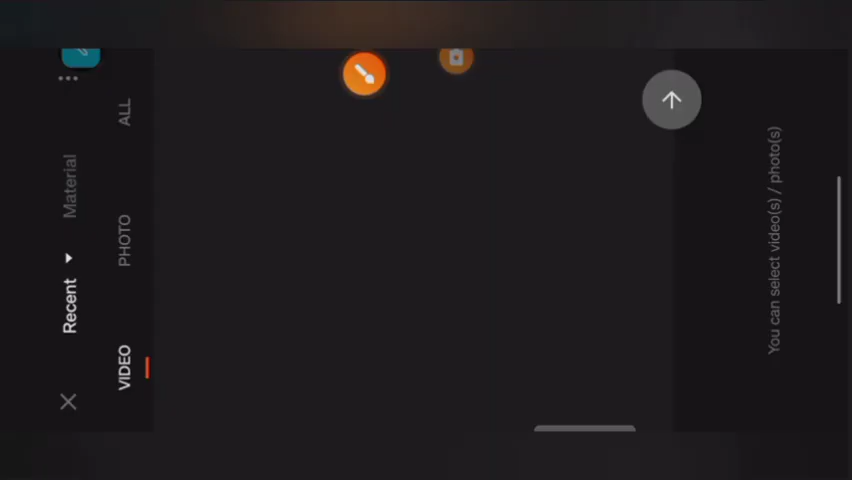 Recent
Material
VIDEO
PHOTO
ALL
You can select video(s) / photo(s)